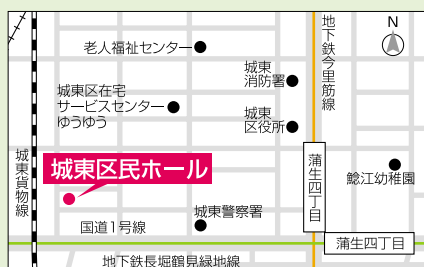 地下鉄今里筋線
N
老人福祉センター
城東
消防署
城東区在宅
サービスセンター
ゆうゆう
城東
区役所
城東貨物線
城東区民ホール
蒲生四丁目
鯰江幼稚園
城東警察署
国道1号線
蒲生四丁目
地下鉄長堀鶴見緑地線